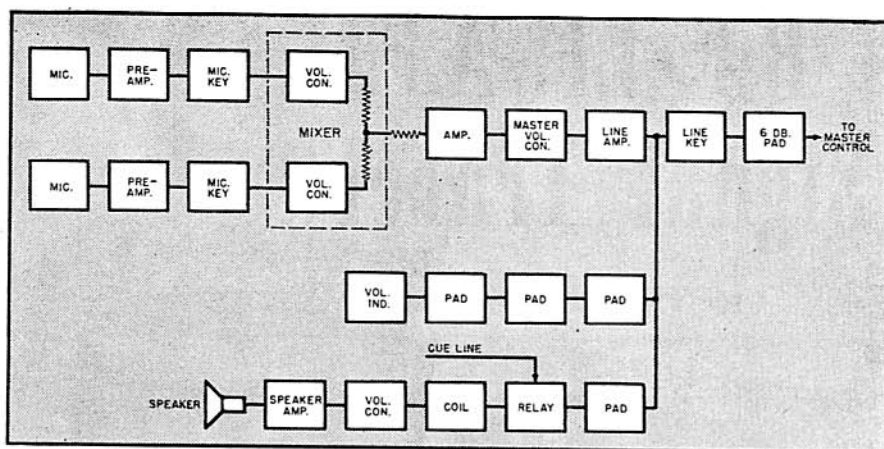 MIC.
PRE-
AMP.
MIC.
KEY
VOL.
CON.
MIXER
AMP.
MASTER
VOL.
CON.
LINE
AMP.
LINE
KEY
6 DB.
PAD
TO
MASTER
CONTROL
MIC.
PRE-
AMP.
MIC.
KEY
VOL.
CON.
VOL.
IND.
PAD
PAD
PAD
CUE LINE
SPEAKER
SPEAKER
AMP.
VOL.
CON.
COIL
RELAY
PAD